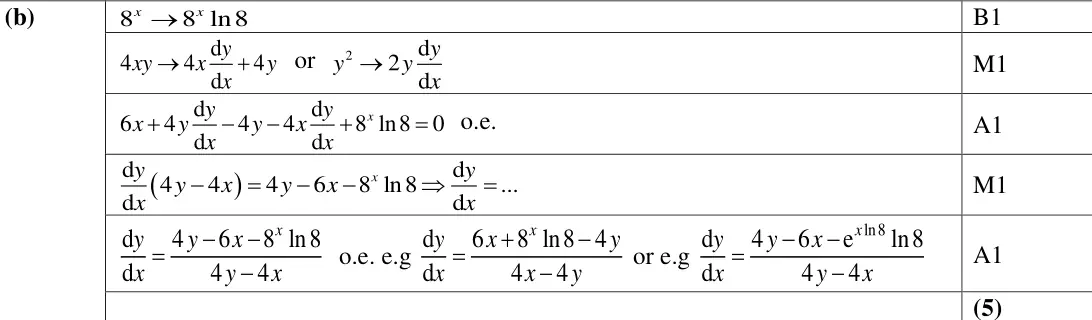 (b) 8^x → 8^x ln 8 B1
4xy → 4x dy/dx + 4y or y² → 2y dy/dx M1
6x + 4y dy/dx − 4y − 4x dy/dx + 8^x ln 8 = 0 o.e. A1
dy/dx (4y − 4x) = 4y − 6x − 8^x ln 8 ⇒ dy/dx = ... M1
dy/dx = (4y − 6x − 8^x ln 8)/(4y − 4x) o.e. e.g dy/dx = (6x + 8^x ln 8 − 4y)/(4x − 4y) or e.g dy/dx = (4y − 6x − e^(x ln 8) ln 8)/(4y − 4x) A1
(5)